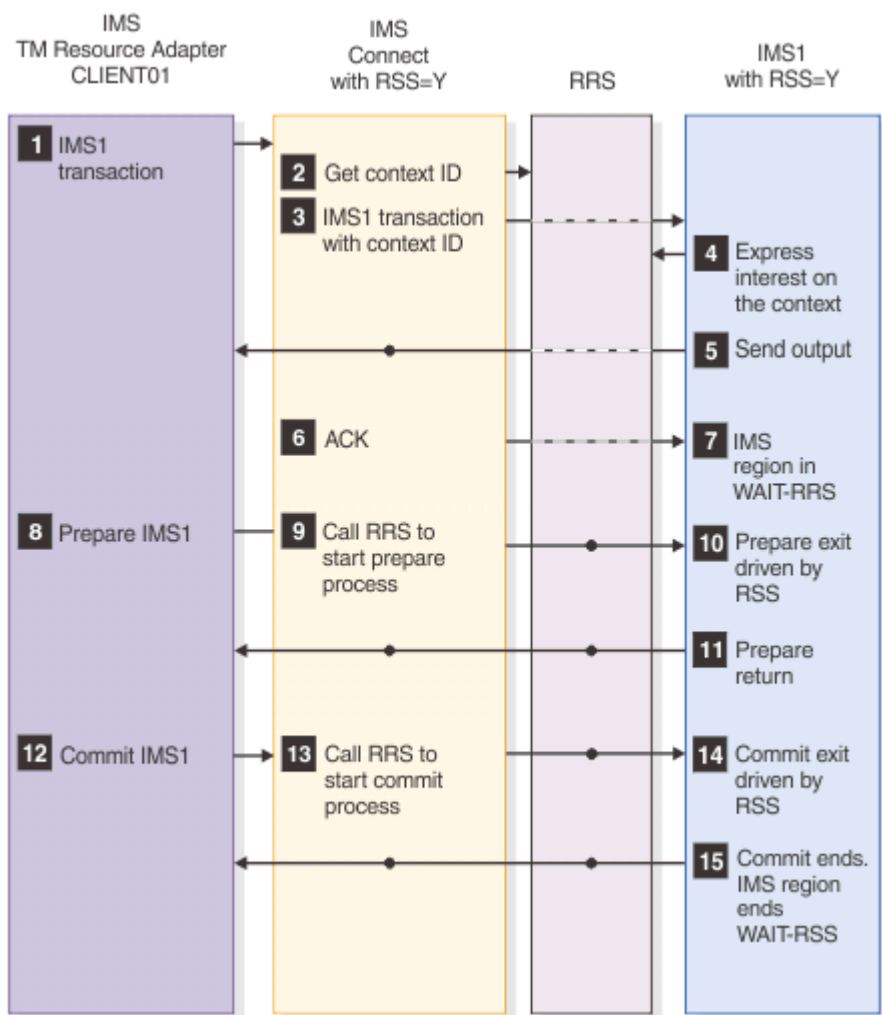 IMS
TM Resource Adapter
CLIENT01
IMS
Connect
with RSS=Y
RRS
IMS1
with RSS=Y
1 IMS1
transaction
2 Get context ID
3 IMS1 transaction
with context ID
4 Express
interest on
the context
5 Send output
6 ACK
7 IMS
region in
WAIT-RRS
8 Prepare IMS1
9 Call RRS to
start prepare
process
10 Prepare exit
driven by
RSS
11 Prepare
return
12 Commit IMS1
13 Call RRS to
start commit
process
14 Commit exit
driven by
RSS
15 Commit ends.
IMS region
ends
WAIT-RSS